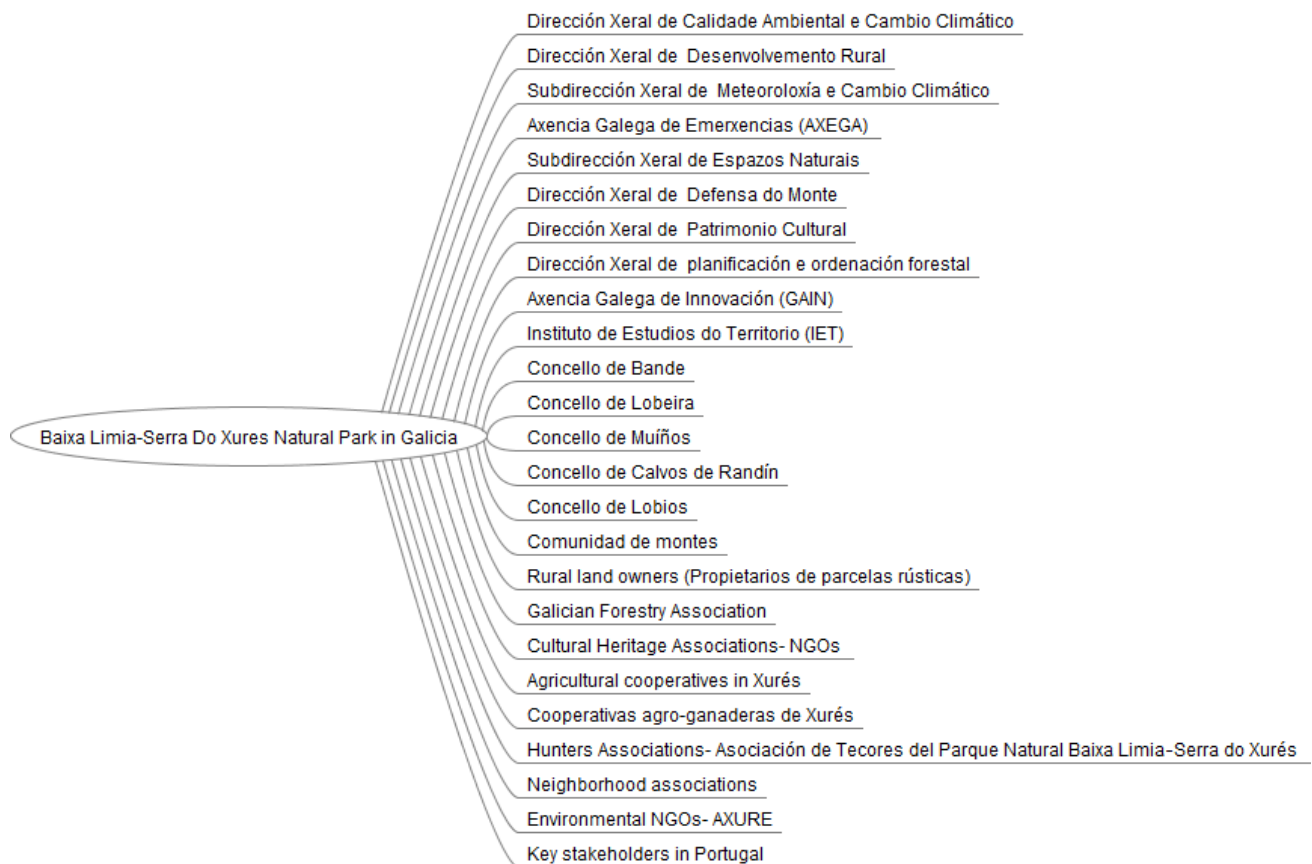 Dirección Xeral de Calidade Ambiental e Cambio Climático
Dirección Xeral de Desenvolvemento Rural
Subdirección Xeral de Meteoroloxía e Cambio Climático
Axencia Galega de Emerxencias (AXEGA)
Subdirección Xeral de Espazos Naturais
Dirección Xeral de Defensa do Monte
Dirección Xeral de Patrimonio Cultural
Dirección Xeral de planificación e ordenación forestal
Axencia Galega de Innovación (GAIN)
Instituto de Estudios do Territorio (IET)
Concello de Bande
Concello de Lobeira
Baixa Limia-Serra Do Xures Natural Park in Galicia
Concello de Muíños
Concello de Calvos de Randín
Concello de Lobios
Comunidad de montes
Rural land owners (Propietarios de parcelas rústicas)
Galician Forestry Association
Cultural Heritage Associations- NGOs
Agricultural cooperatives in Xurés
Cooperativas agro-ganaderas de Xurés
Hunters Associations- Asociación de Tecores del Parque Natural Baixa Limia-Serra do Xurés
Neighborhood associations
Environmental NGOs- AXURE
Key stakeholders in Portugal